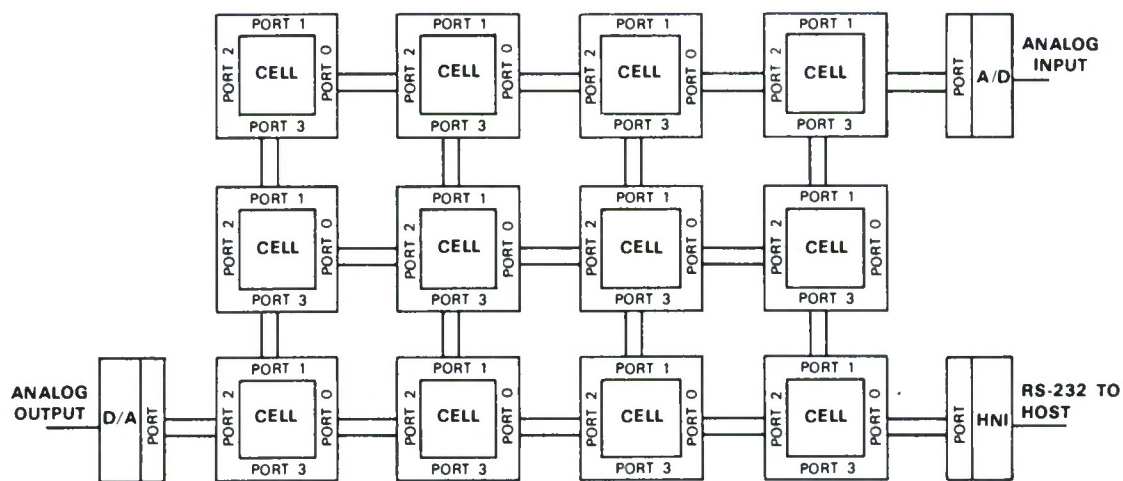 PORT 1
PORT 2
CELL
PORT 0
PORT 3
PORT 1
PORT 2
CELL
PORT 0
PORT 3
PORT 1
PORT 2
CELL
PORT 0
PORT 3
PORT 1
PORT 2
CELL
PORT 3
PORT
A/D
ANALOG
INPUT
PORT 1
PORT 2
CELL
PORT 0
PORT 3
PORT 1
PORT 2
CELL
PORT 0
PORT 3
PORT 1
PORT 2
CELL
PORT 0
PORT 3
PORT 1
PORT 2
CELL
PORT 0
PORT 3
ANALOG
OUTPUT
D/A
PORT
PORT 1
PORT 2
CELL
PORT 0
PORT 3
PORT 1
PORT 2
CELL
PORT 0
PORT 3
PORT 1
PORT 2
CELL
PORT 0
PORT 3
PORT 1
PORT 2
CELL
PORT 0
PORT 3
PORT
HNI
RS-232 TO
HOST